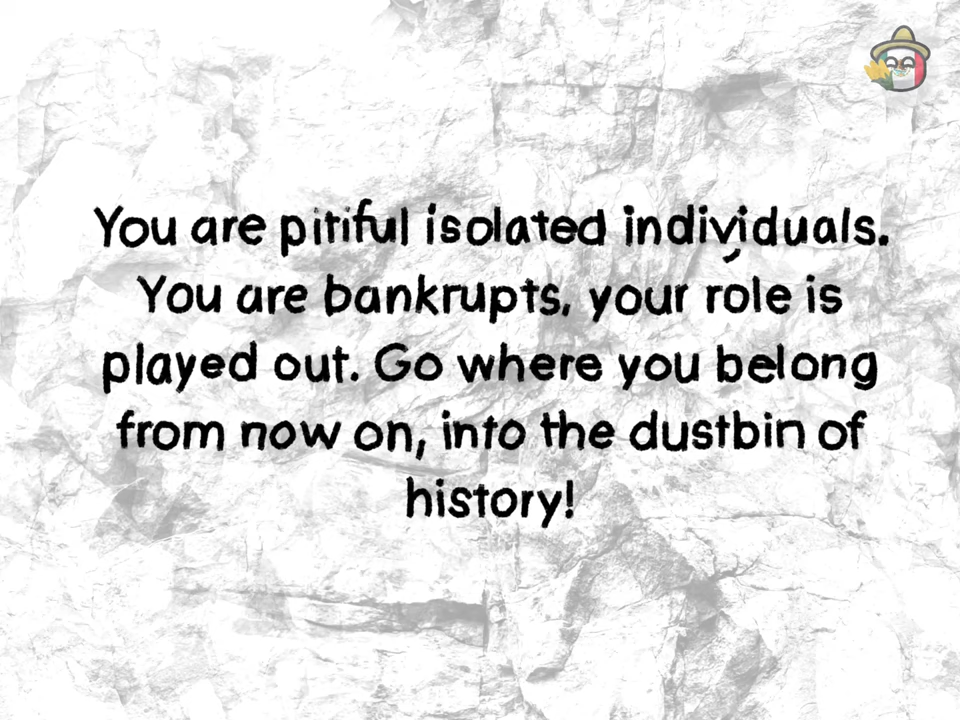 You are pitiful isolated individuals.
You are bankrupts, your role is
played out. Go where you belong
from now on, into the dustbin of
history!